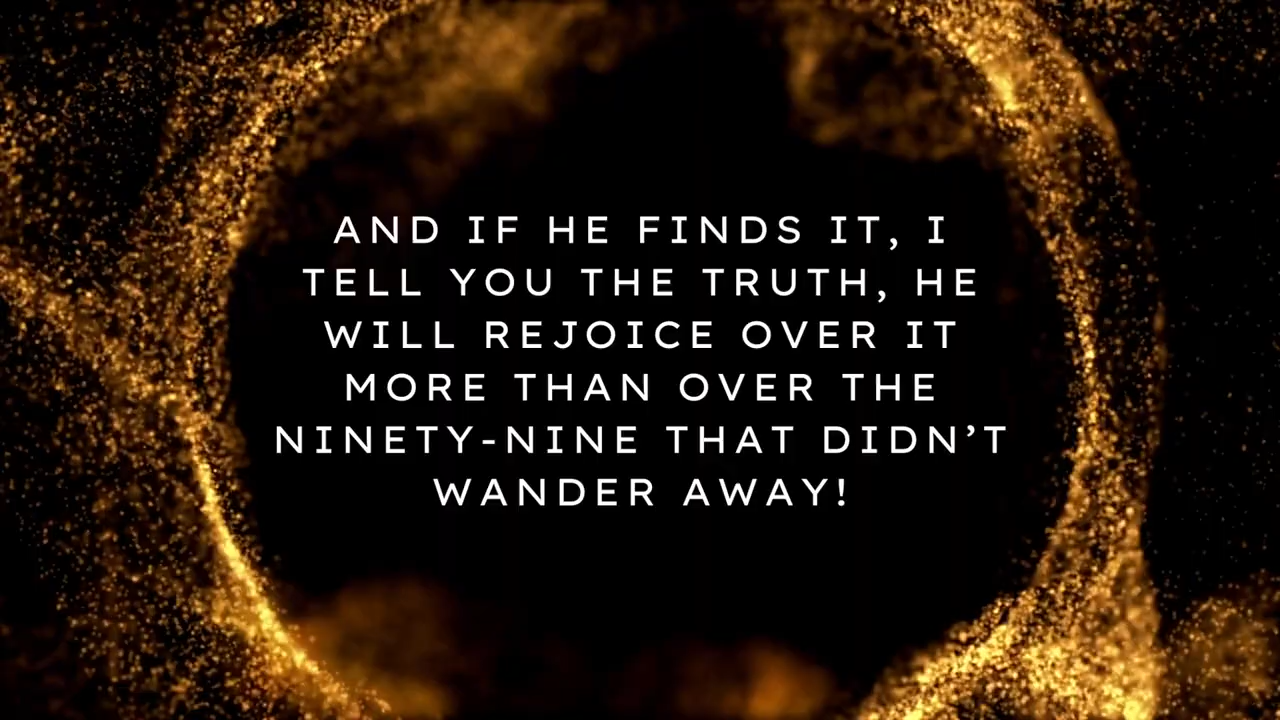 AND IF HE FINDS IT, I
TELL YOU THE TRUTH, HE
WILL REJOICE OVER IT
MORE THAN OVER THE
NINETY-NINE THAT DIDN’T
WANDER AWAY!